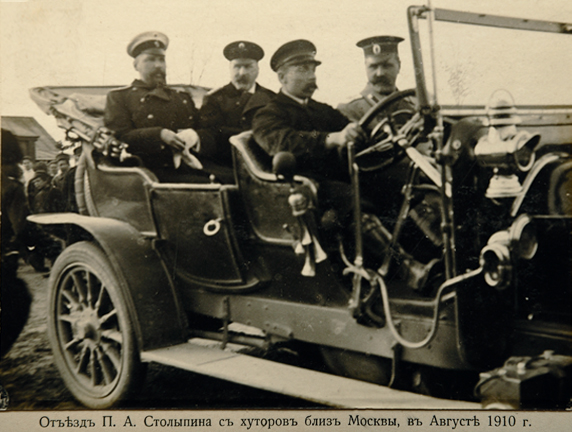 Отъѣздъ П. А. Столыпина съ хуторовъ близъ Москвы, въ Августѣ 1910 г.